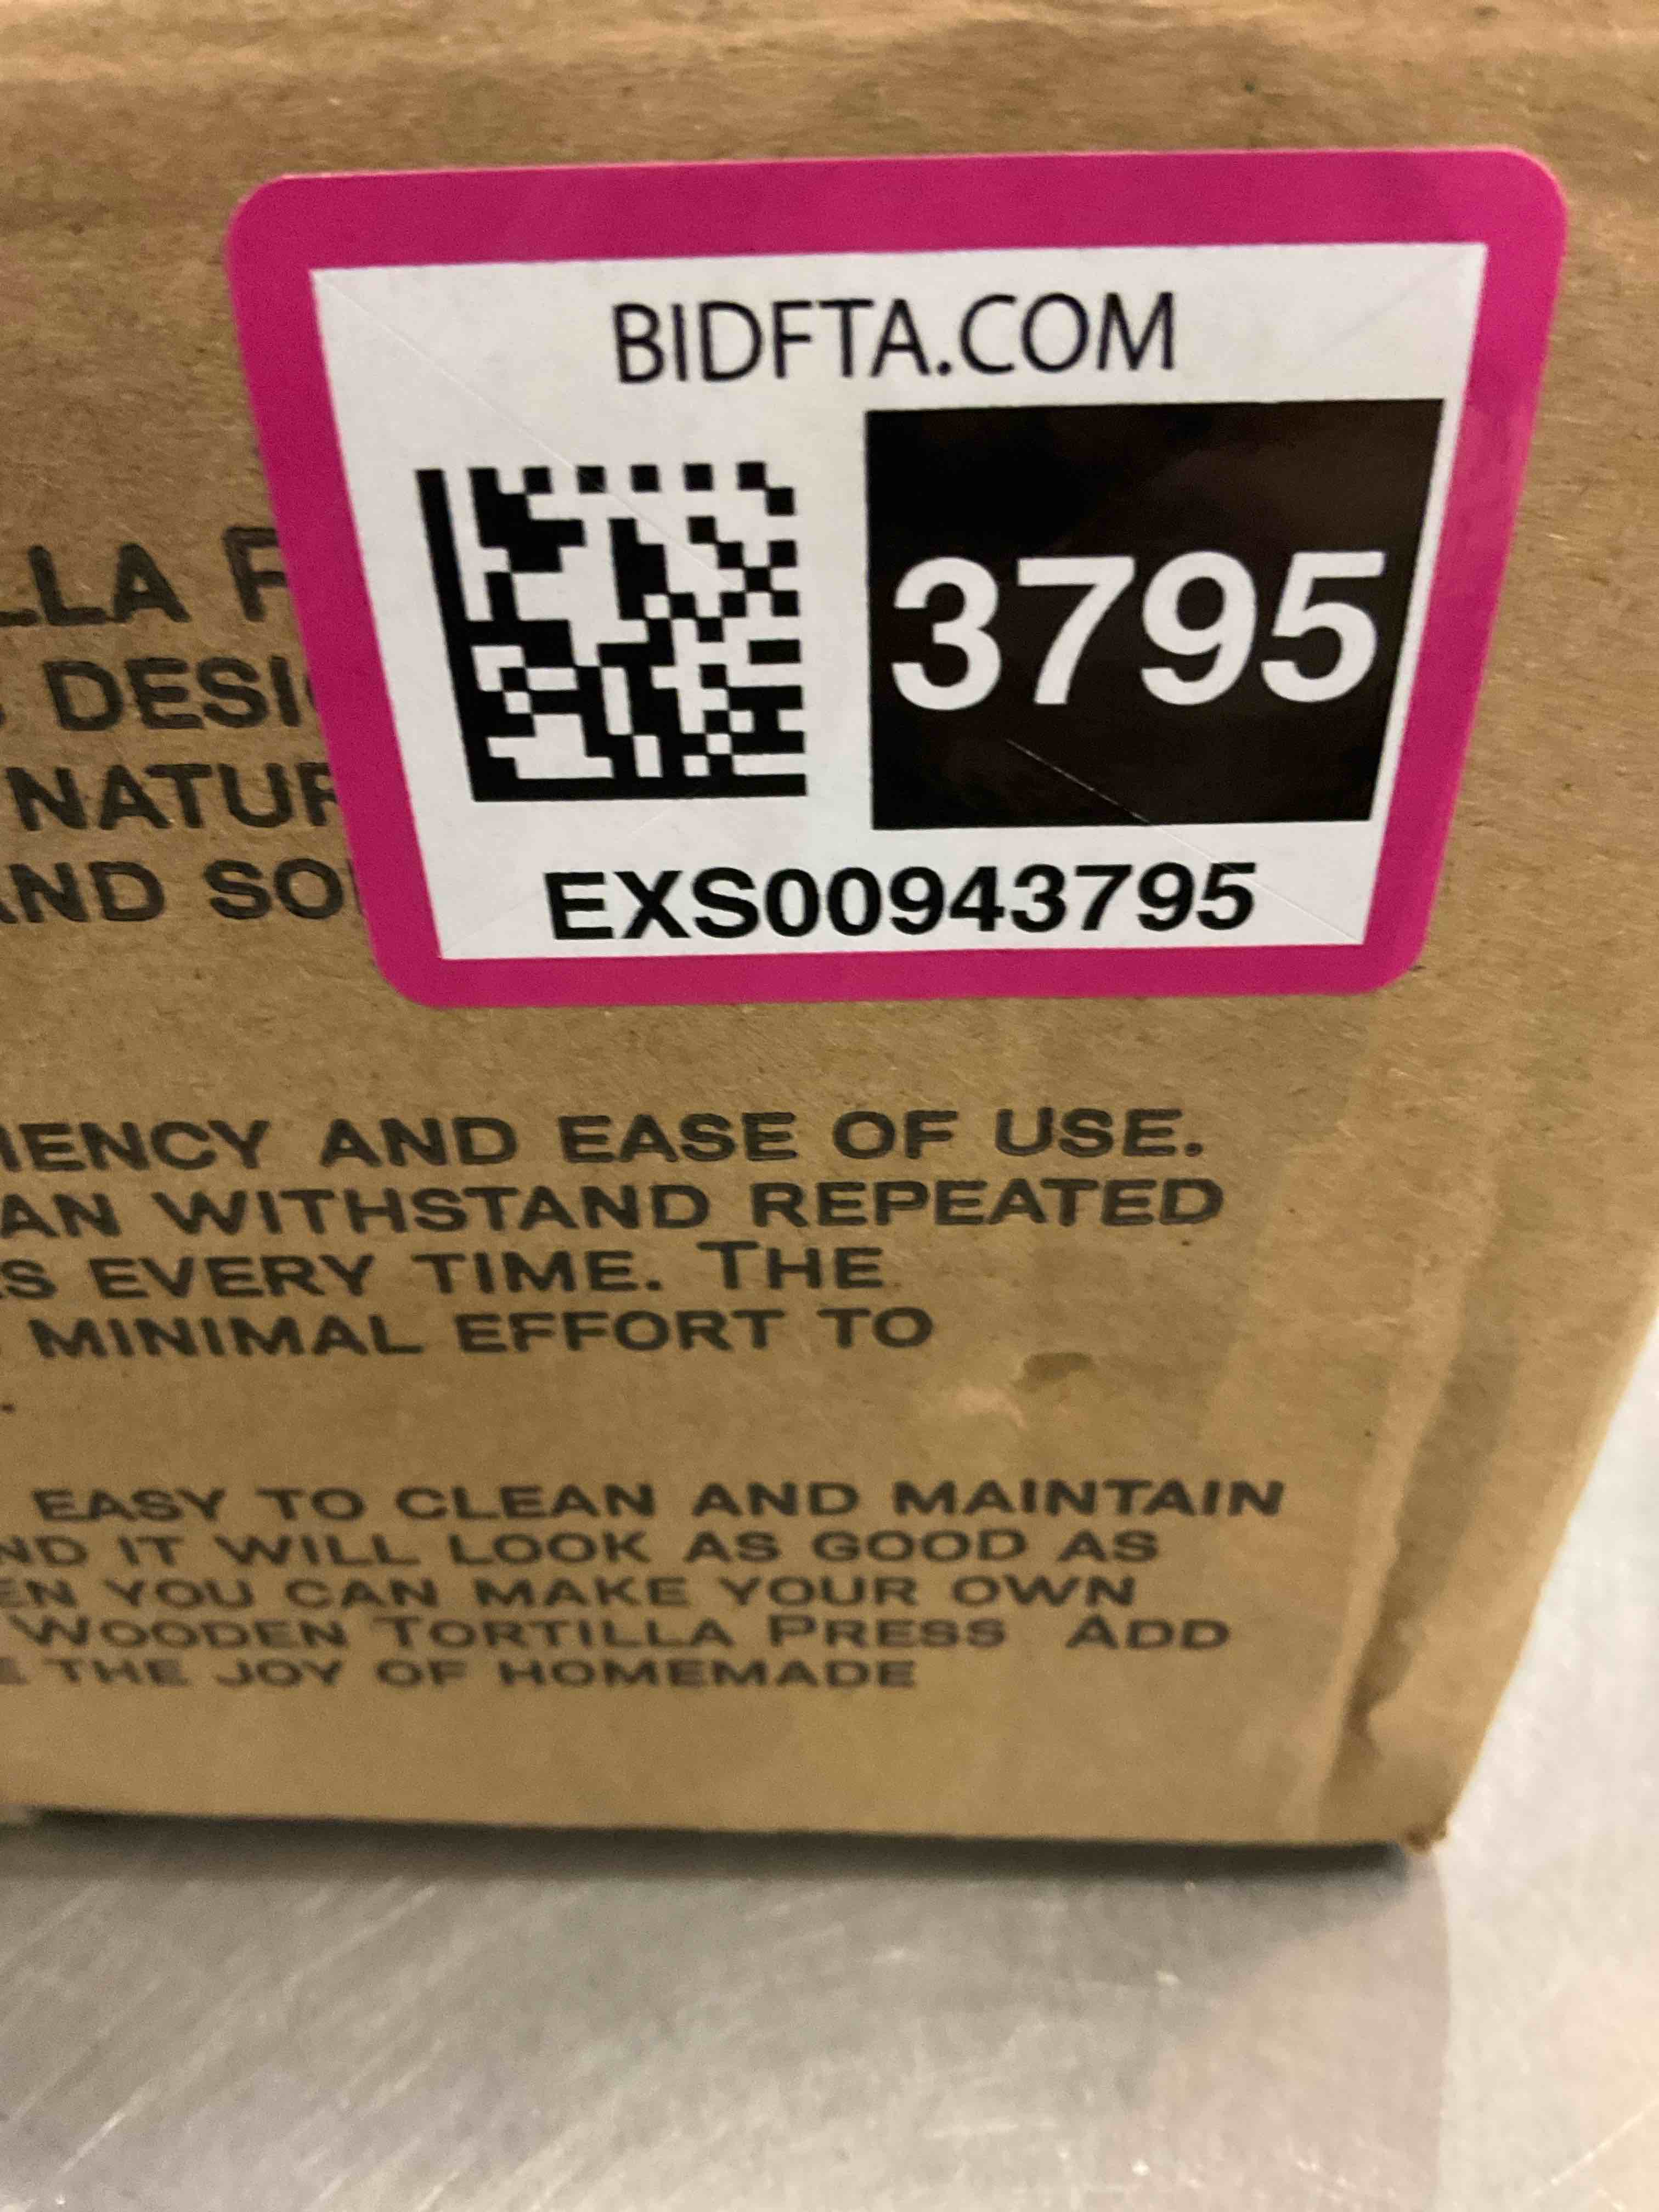 BIDFTA.COM
3795
EXS00943795
LLA
DESI
NATUR
AND SO
IENCY AND EASE OF USE.
AN WITHSTAND REPEATED
S EVERY TIME. THE
MINIMAL EFFORT TO
.
EASY TO CLEAN AND MAINTAIN
ND IT WILL LOOK AS GOOD AS
EN YOU CAN MAKE YOUR OWN
WOODEN TORTILLA PRESS ADD
E THE JOY OF HOMEMADE